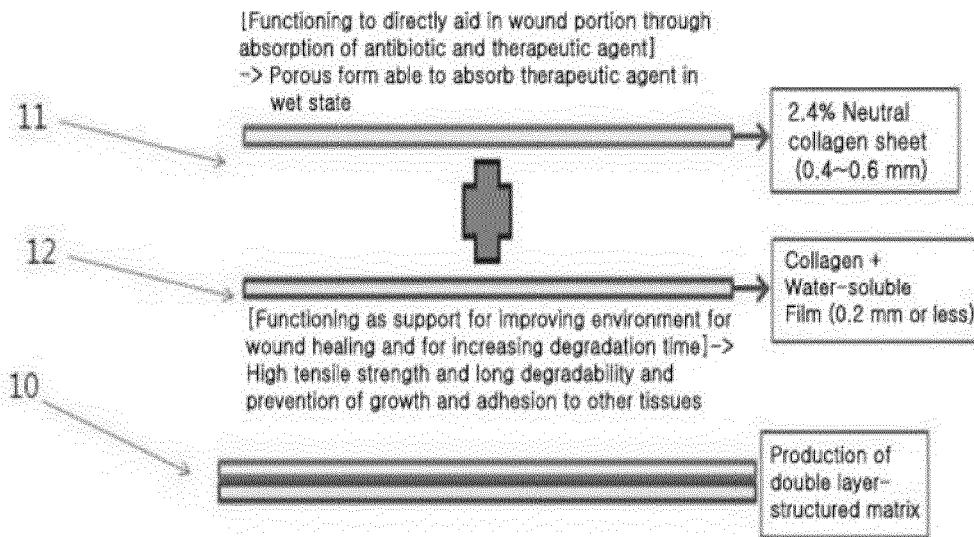 [Functioning to directly aid in wound portion through
absorption of antibiotic and therapeutic agent]
-> Porous form able to absorb therapeutic agent in
wet state
11
2.4% Neutral
collagen sheet
(0.4~0.6 mm)
12
Collagen +
Water-soluble
Film (0.2 mm or less)
[Functioning as support for improving environment for
wound healing and for increasing degradation time]->
High tensile strength and long degradability and
prevention of growth and adhesion to other tissues
10
Production of
double layer-
structured matrix